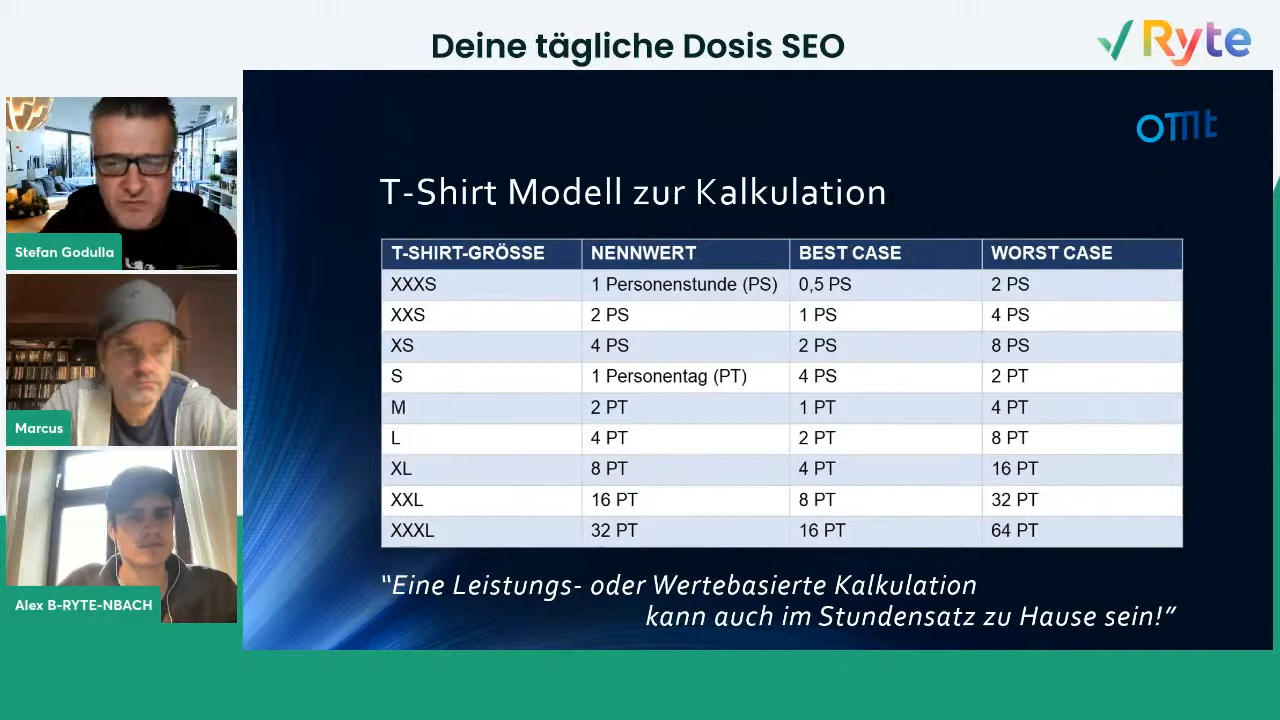 Deine tägliche Dosis SEO
Ryte
OMT
T-Shirt Modell zur Kalkulation
T-SHIRT-GRÖSSE NENNWERT BEST CASE WORST CASE
XXXS 1 Personenstunde (PS) 0,5 PS 2 PS
XXS 2 PS 1 PS 4 PS
XS 4 PS 2 PS 8 PS
S 1 Personentag (PT) 4 PS 2 PT
M 2 PT 1 PT 4 PT
L 4 PT 2 PT 8 PT
XL 8 PT 4 PT 16 PT
XXL 16 PT 8 PT 32 PT
XXXL 32 PT 16 PT 64 PT
“Eine Leistungs- oder Wertebasierte Kalkulation
kann auch im Stundensatz zu Hause sein!”
Stefan Godulla
Marcus
Alex B-RYTE-NBACH